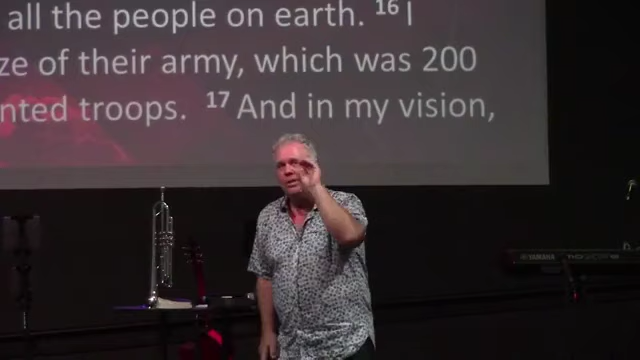 all the people on earth. ¹⁶ I
ze of their army, which was 200
nted troops. ¹⁷ And in my vision,
YAMAHA